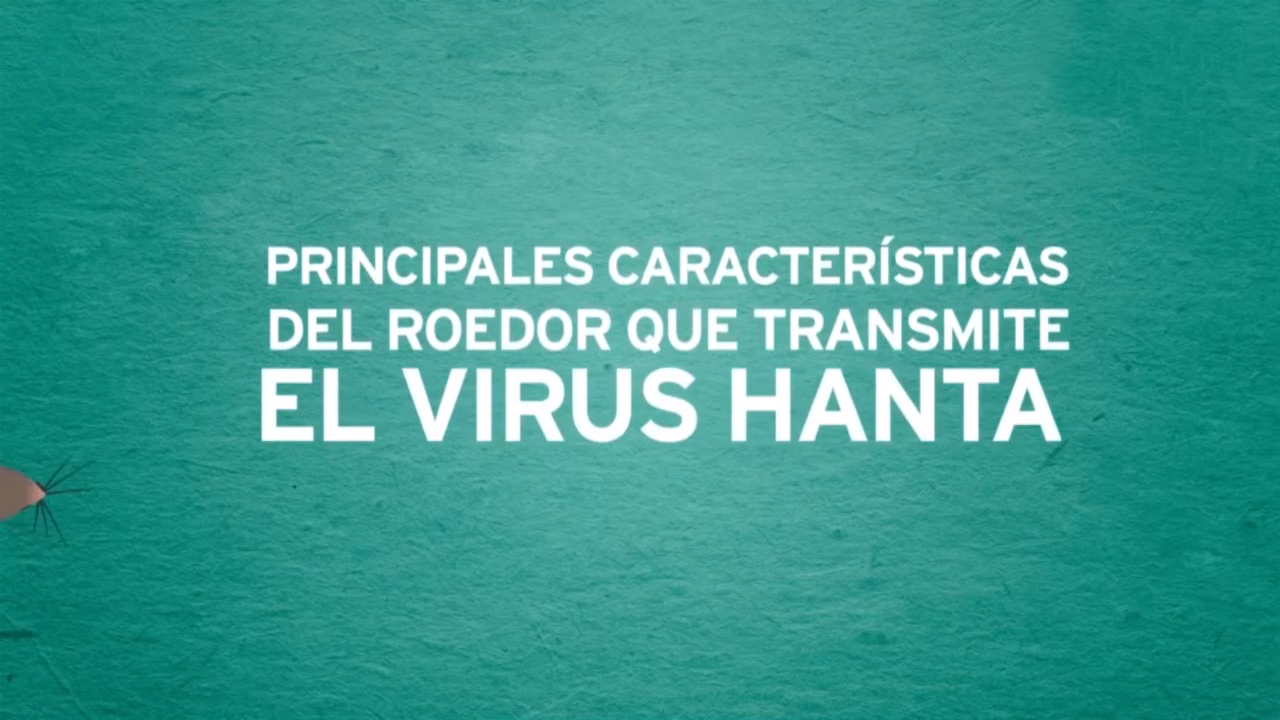 PRINCIPALES CARACTERÍSTICAS
DEL ROEDOR QUE TRANSMITE
EL VIRUS HANTA